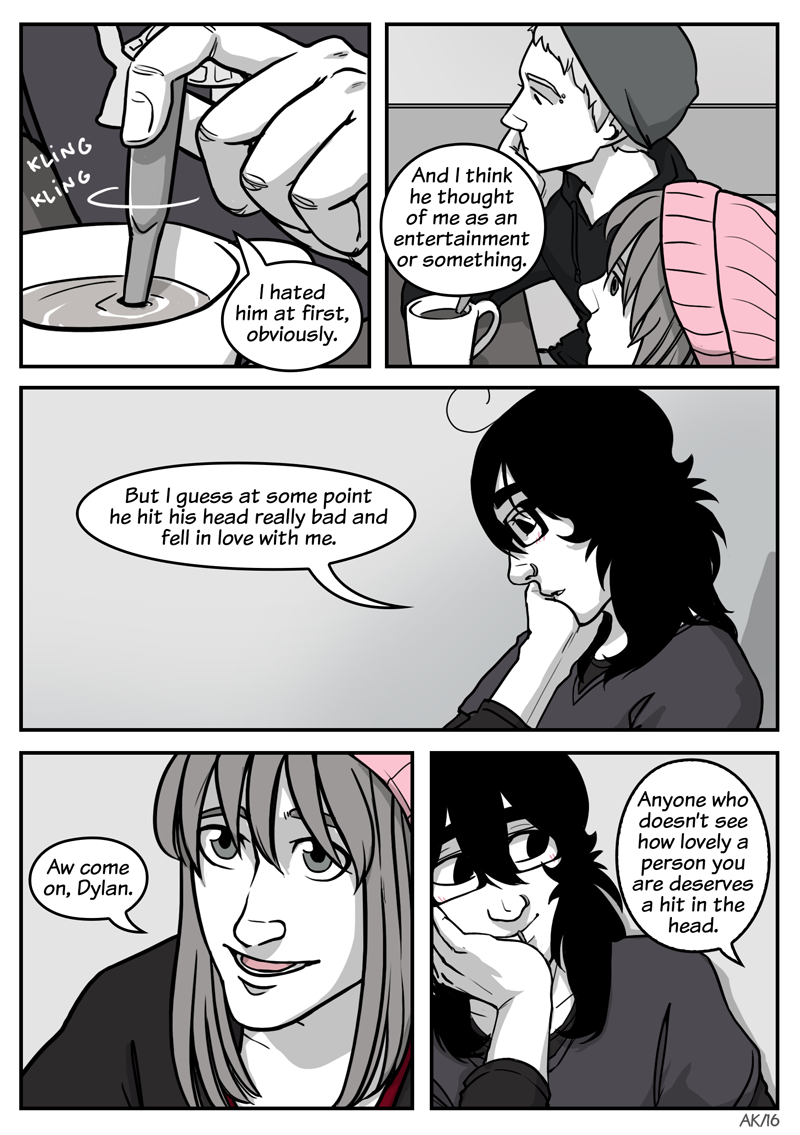 KLING
KLING
I hated
him at first,
obviously.
And I think
he thought
of me as an
entertainment
or something.
But I guess at some point
he hit his head really bad and
fell in love with me.
Aw come
on, Dylan.
Anyone who
doesn't see
how lovely a
person you
are deserves
a hit in the
head.
AK/16